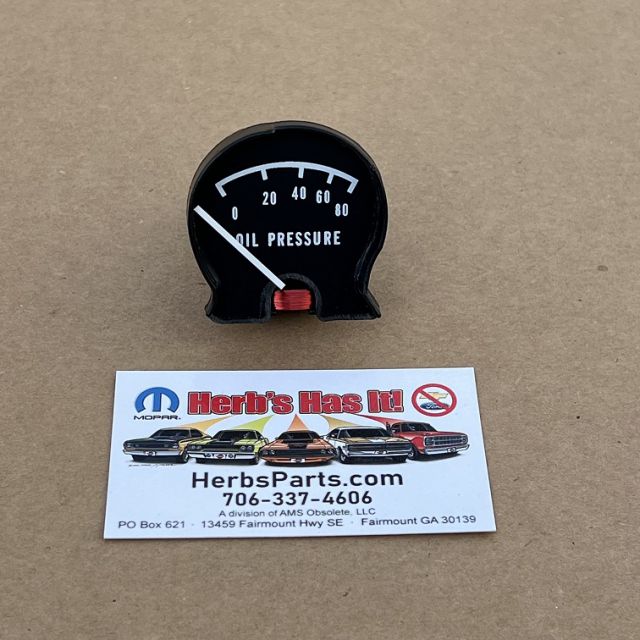 0 20 40 60 80
OIL PRESSURE
MOPAR
Herb's Has It!
Ford
HerbsParts.com
706-337-4606
A division of AMS Obsolete, LLC
PO Box 621 · 13459 Fairmount Hwy SE · Fairmount GA 30139